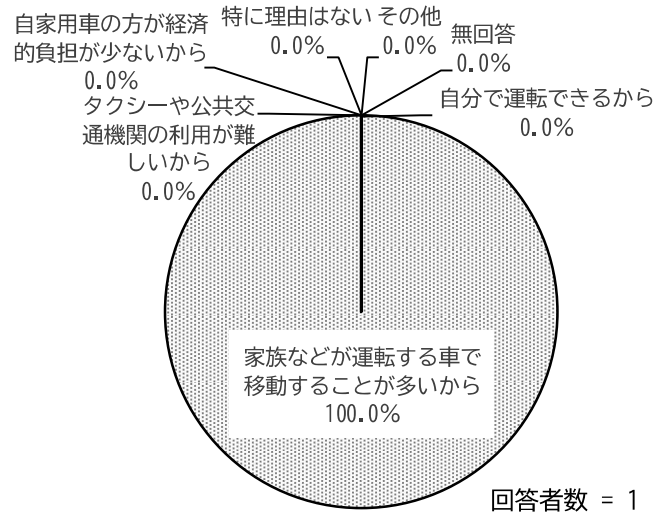 自家用車の方が経済
的負担が少ないから
0.0%
特に理由はない
0.0%
その他
0.0%
無回答
0.0%
自分で運転できるから
0.0%
タクシーや公共交
通機関の利用が難
しいから
0.0%
家族などが運転する車で
移動することが多いから
100.0%
回答者数 = 1